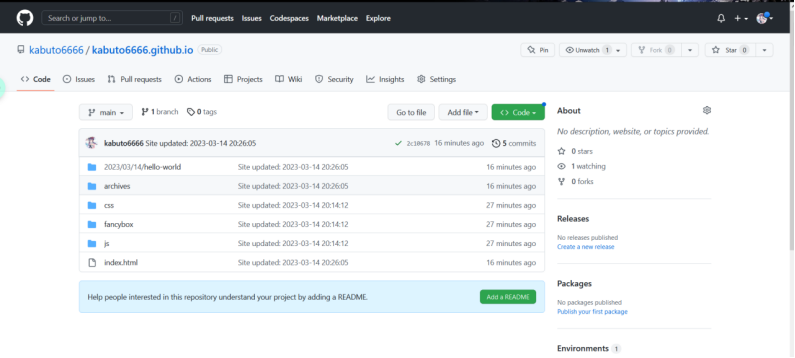 Search or jump to... /
Pull requests Issues Codespaces Marketplace Explore
kabuto6666 / kabuto6666.github.io Public
Pin Unwatch 1 Fork 0 Star 0
Code Issues Pull requests Actions Projects Wiki Security Insights Settings
main 1 branch 0 tags Go to file Add file Code
kabuto6666 Site updated: 2023-03-14 20:26:05 2c10678 16 minutes ago 5 commits
2023/03/14/hello-world Site updated: 2023-03-14 20:26:05 16 minutes ago
archives Site updated: 2023-03-14 20:26:05 16 minutes ago
css Site updated: 2023-03-14 20:14:12 27 minutes ago
fancybox Site updated: 2023-03-14 20:14:12 27 minutes ago
js Site updated: 2023-03-14 20:14:12 27 minutes ago
index.html Site updated: 2023-03-14 20:26:05 16 minutes ago
Help people interested in this repository understand your project by adding a README. Add a README
About
No description, website, or topics provided.
0 stars
1 watching
0 forks
Releases
No releases published
Create a new release
Packages
No packages published
Publish your first package
Environments 1